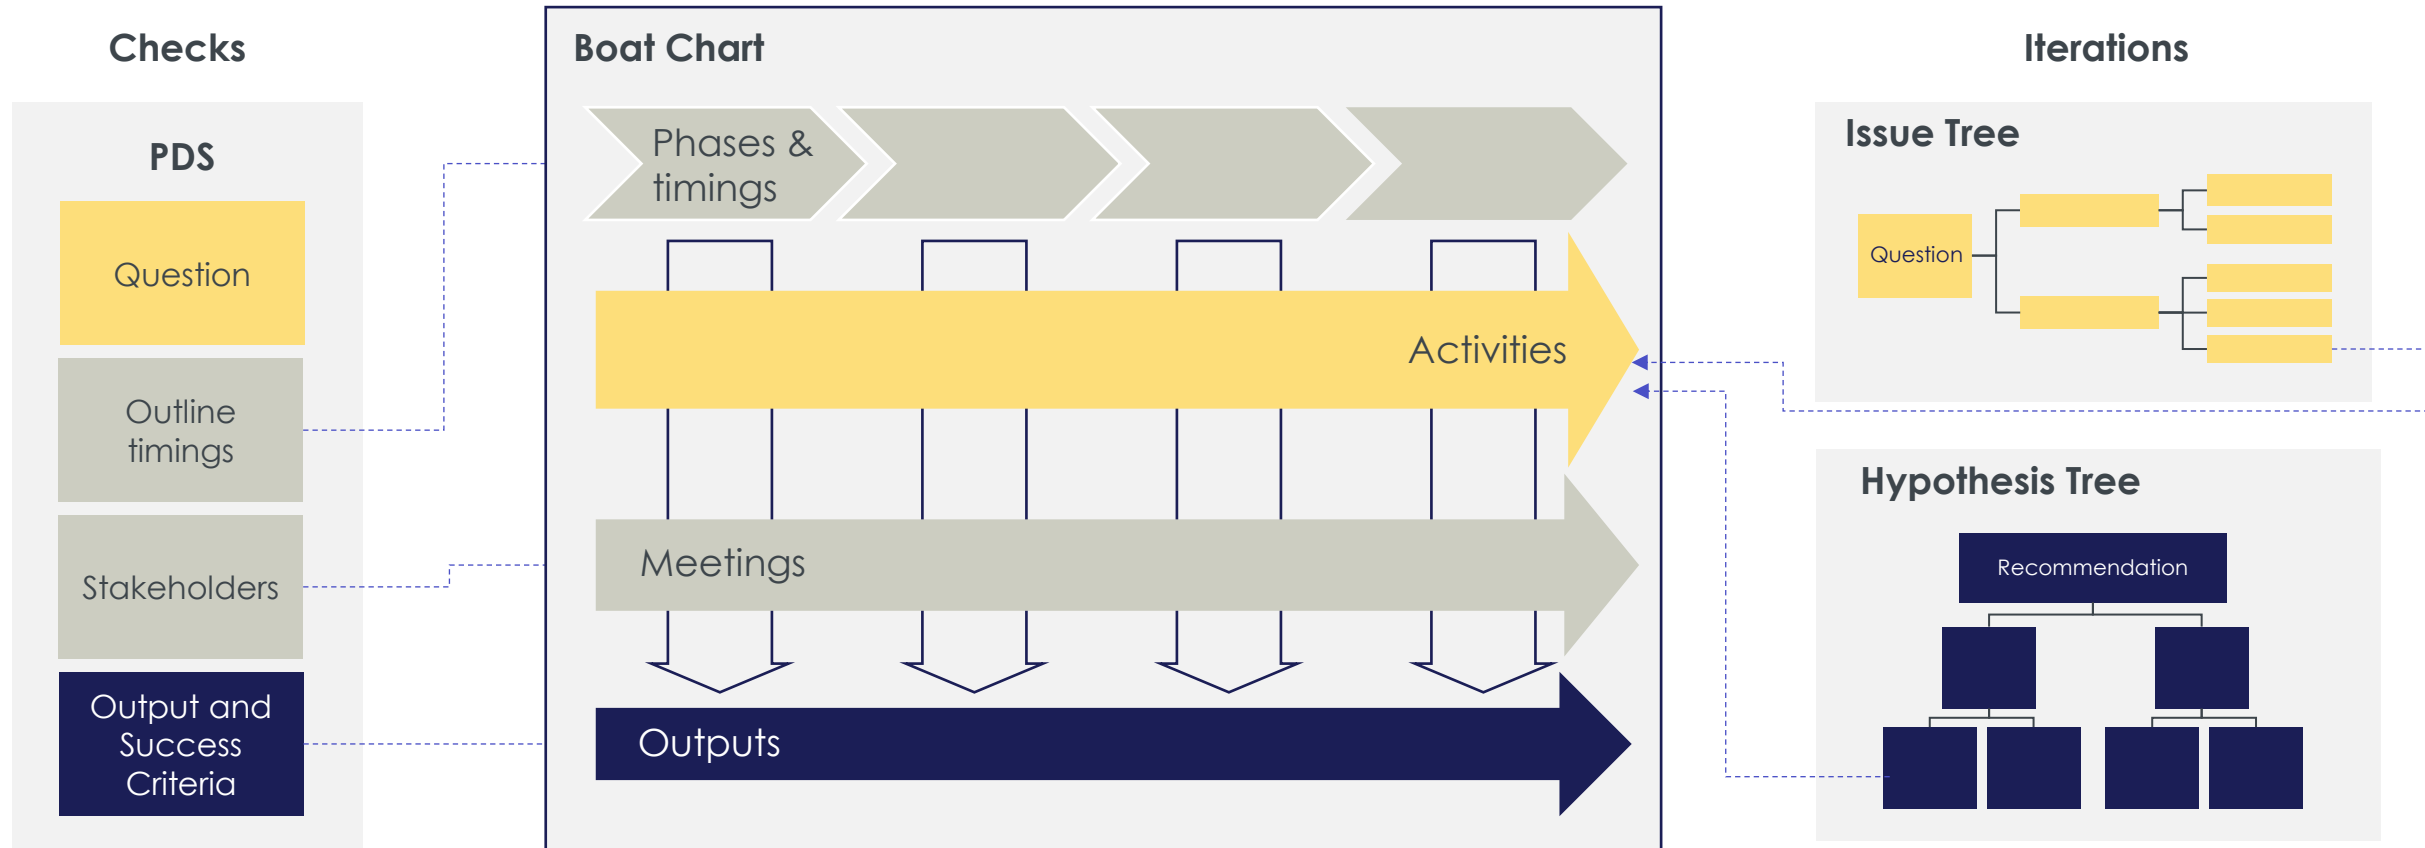 Checks
PDS
Question
Outline
timings
Stakeholders
Output and
Success
Criteria
Boat Chart
Phases &
timings
Activities
Meetings
Outputs
Iterations
Issue Tree
Question
Hypothesis Tree
Recommendation